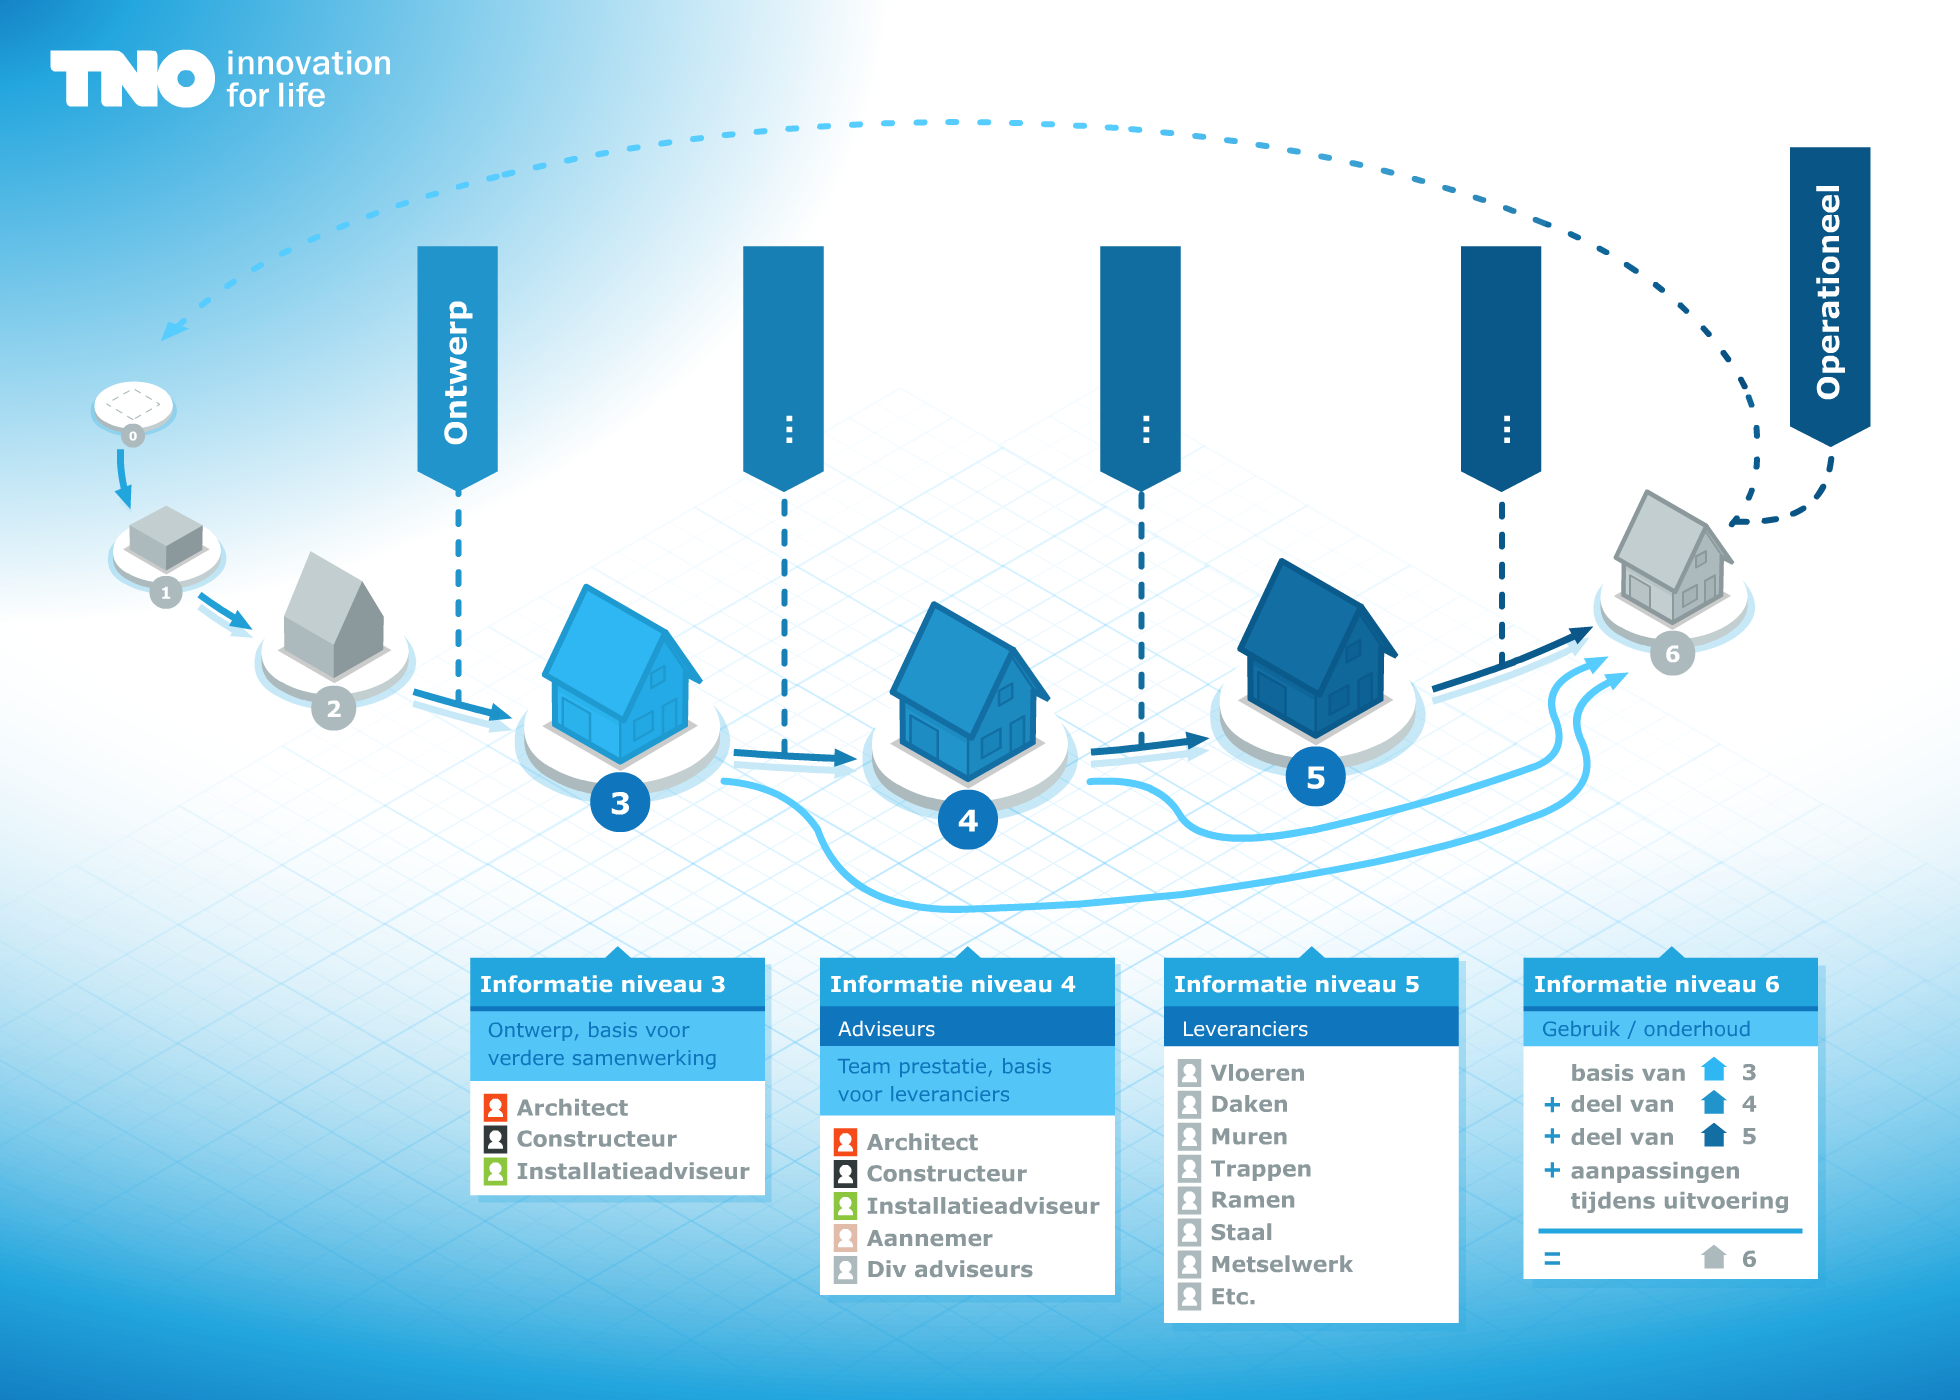 TNO innovation
for life
Ontwerp
...
...
...
Operationeel
0
1
2
3
4
5
6
Informatie niveau 3
Ontwerp, basis voor
verdere samenwerking
Architect
Constructeur
Installatieadviseur
Informatie niveau 4
Adviseurs
Team prestatie, basis
voor leveranciers
Architect
Constructeur
Installatieadviseur
Aannemer
Div adviseurs
Informatie niveau 5
Leveranciers
Vloeren
Daken
Muren
Trappen
Ramen
Staal
Metselwerk
Etc.
Informatie niveau 6
Gebruik / onderhoud
basis van 3
+ deel van 4
+ deel van 5
+ aanpassingen
tijdens uitvoering
= 6